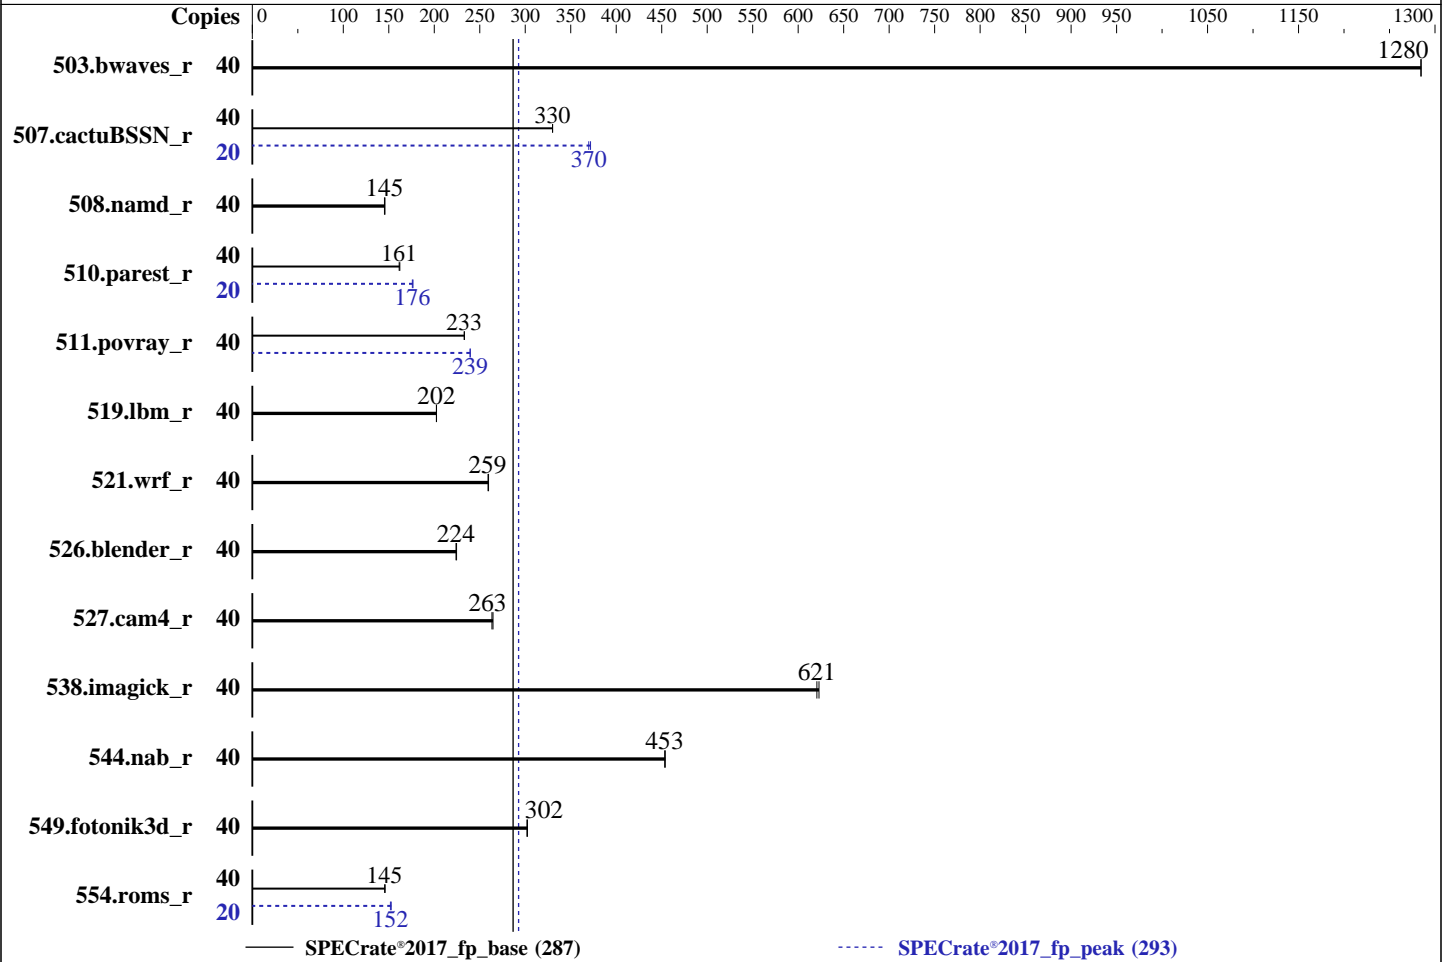 Copies 0 100 150 200 250 300 350 400 450 500 550 600 650 700 750 800 850 900 950 1050 1150 1300
503.bwaves_r 40 1280
507.cactuBSSN_r 40 330
20 370
508.namd_r 40 145
510.parest_r 40 161
20 176
511.povray_r 40 233
239
519.lbm_r 40 202
521.wrf_r 40 259
526.blender_r 40 224
527.cam4_r 40 263
538.imagick_r 40 621
544.nab_r 40 453
549.fotonik3d_r 40 302
554.roms_r 40 145
20 152
SPECrate®2017_fp_base (287) SPECrate®2017_fp_peak (293)